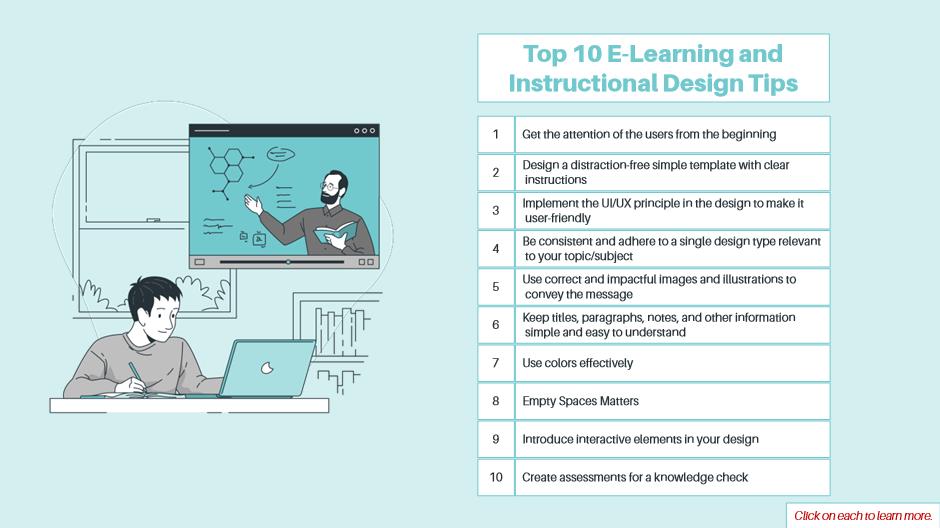 Top 10 E-Learning and
Instructional Design Tips
1 Get the attention of the users from the beginning
2 Design a distraction-free simple template with clear
instructions
3 Implement the UI/UX principle in the design to make it
user-friendly
4 Be consistent and adhere to a single design type relevant
to your topic/subject
5 Use correct and impactful images and illustrations to
convey the message
6 Keep titles, paragraphs, notes, and other information
simple and easy to understand
7 Use colors effectively
8 Empty Spaces Matters
9 Introduce interactive elements in your design
10 Create assessments for a knowledge check
Click on each to learn more.